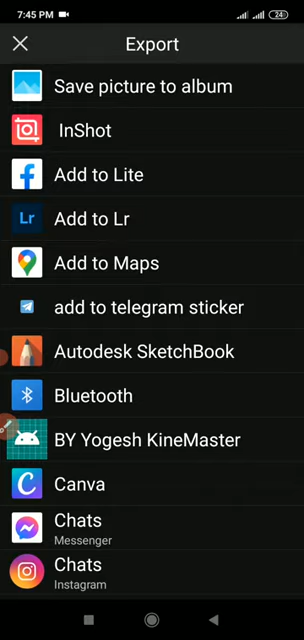 7:45 PM
24
Export
Save picture to album
InShot
Add to Lite
Lr
Add to Lr
Add to Maps
add to telegram sticker
Autodesk SketchBook
Bluetooth
BY Yogesh KineMaster
Canva
Chats
Messenger
Chats
Instagram